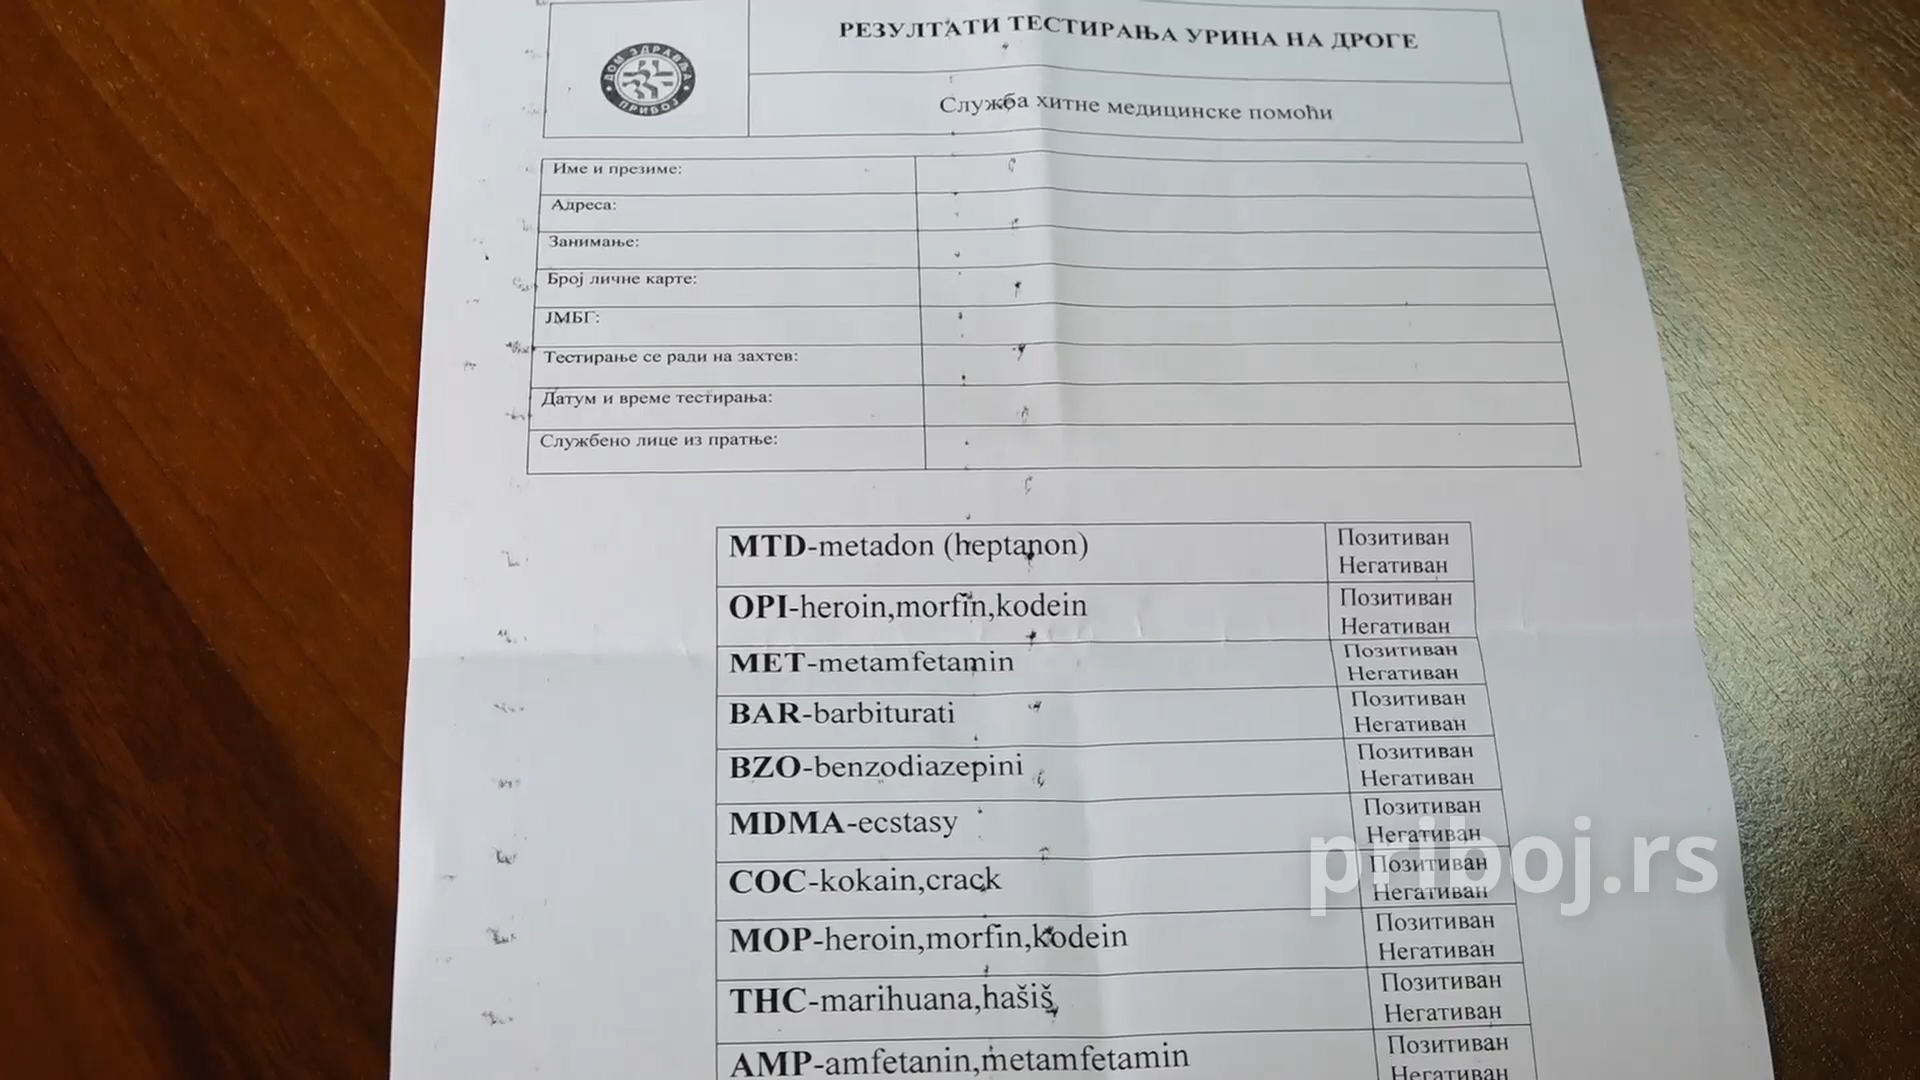 РЕЗУЛТАТИ ТЕСТИРАЊА УРИНА НА ДРОГЕ
ДОМ ЗДРАВЉА
ПРИБОЈ
Служба хитне медицинске помоћи
Име и презиме:
Адреса:
Занимање:
Број личне карте:
ЈМБГ:
Тестирање се ради на захтев:
Датум и време тестирања:
Службено лице из пратње:
MTD-metadon (heptanon)
Позитиван
Негативан
OPI-heroin,morfin,kodein
Позитиван
Негативан
MET-metamfetamin
Позитиван
Негативан
BAR-barbiturati
Позитиван
Негативан
BZO-benzodiazepini
Позитиван
Негативан
MDMA-ecstasy
Позитиван
Негативан
COC-kokain,crack
Позитиван
Негативан
MOP-heroin,morfin,kodein
Позитиван
Негативан
THC-marihuana,hašiš
Позитиван
Негативан
AMP-amfetanin,metamfetamin
Позитиван
Негативан
priboj.rs